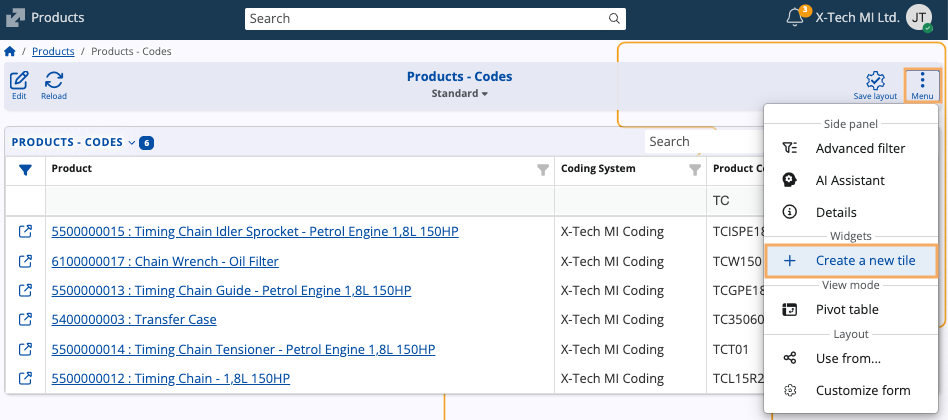 Products
Search
3
X-Tech MI Ltd.
JT
/ Products / Products - Codes
Edit
Reload
Products - Codes
Standard
Save layout
Menu
PRODUCTS - CODES 6
Search
Product
Coding System
Product Co
TC
5500000015 : Timing Chain Idler Sprocket - Petrol Engine 1,8L 150HP
X-Tech MI Coding
TCISPE18
6100000017 : Chain Wrench - Oil Filter
X-Tech MI Coding
TCW150
5500000013 : Timing Chain Guide - Petrol Engine 1,8L 150HP
X-Tech MI Coding
TCGPE18
5400000003 : Transfer Case
X-Tech MI Coding
TC35060
5500000014 : Timing Chain Tensioner - Petrol Engine 1,8L 150HP
X-Tech MI Coding
TCT01
5500000012 : Timing Chain - 1,8L 150HP
X-Tech MI Coding
TCL15R2
Side panel
Advanced filter
AI Assistant
Details
Widgets
Create a new tile
View mode
Pivot table
Layout
Use from...
Customize form